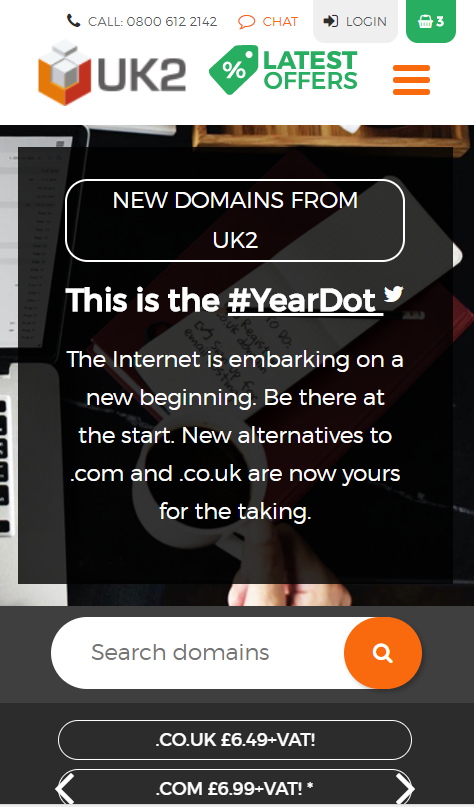 CALL: 0800 612 2142
CHAT
LOGIN
3
UK2
%
LATEST
OFFERS
NEW DOMAINS FROM
UK2
This is the #YearDot
The Internet is embarking on a
new beginning. Be there at
the start. New alternatives to
.com and .co.uk are now yours
for the taking.
Search domains
.CO.UK £6.49+VAT!
.COM £6.99+VAT! *